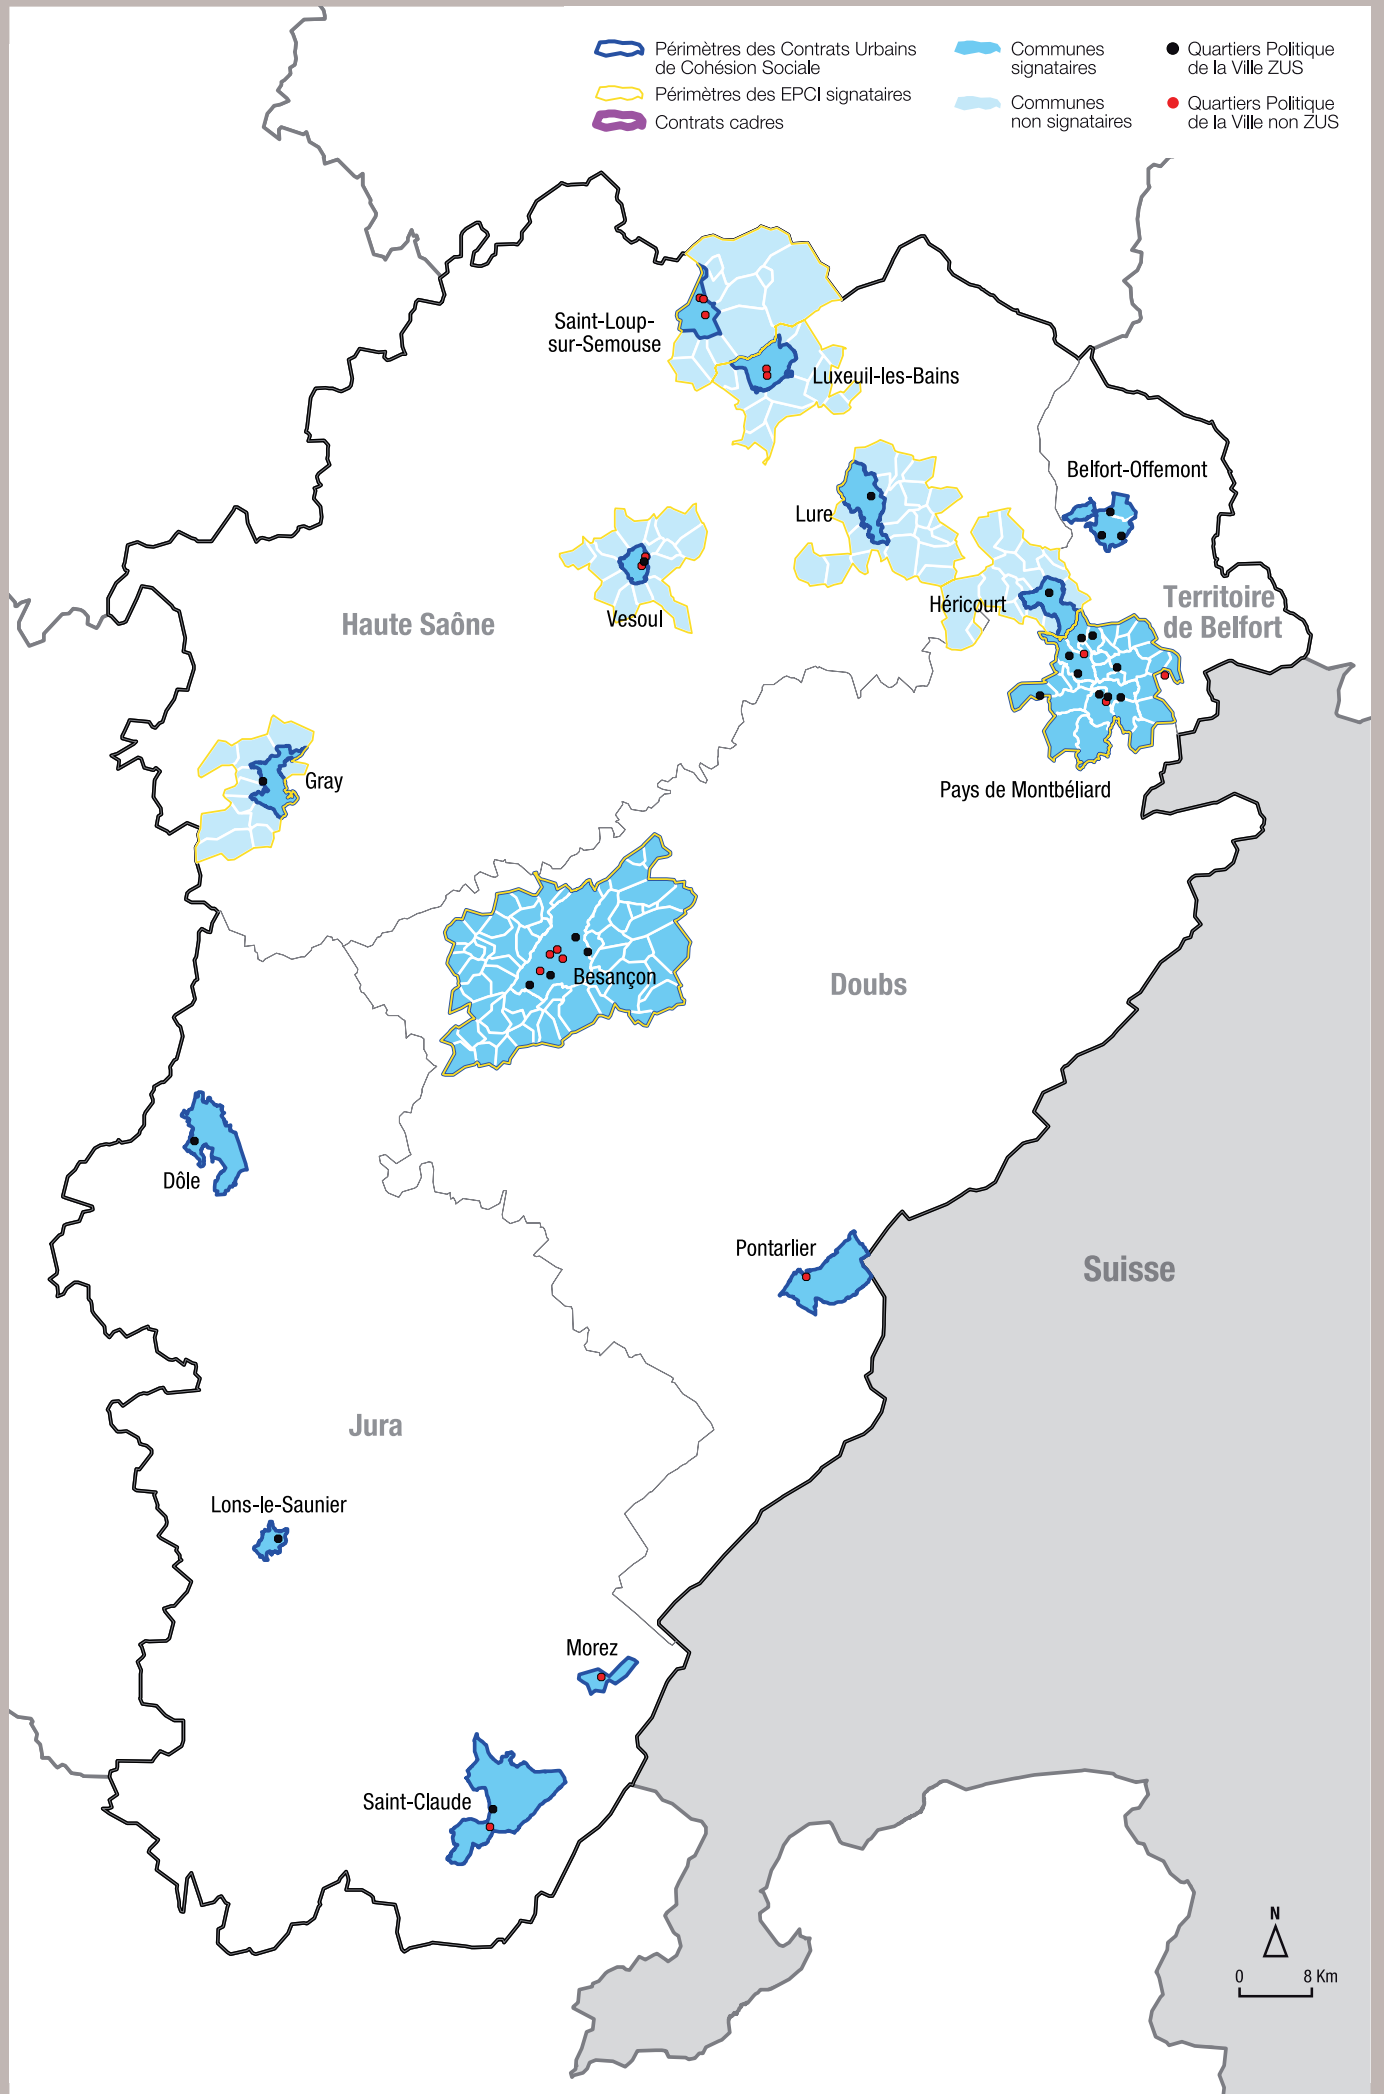 Périmètres des Contrats Urbains
de Cohésion Sociale
Périmètres des EPCI signataires
Contrats cadres
Communes
signataires
Communes
non signataires
Quartiers Politique
de la Ville ZUS
Quartiers Politique
de la Ville non ZUS
Saint-Loup-
sur-Semouse
Luxeuil-les-Bains
Belfort-Offemont
Lure
Vesoul
Héricourt
Haute Saône
Territoire
de Belfort
Gray
Pays de Montbéliard
Besançon
Doubs
Dôle
Pontarlier
Suisse
Jura
Lons-le-Saunier
Morez
Saint-Claude
N
0 8 Km